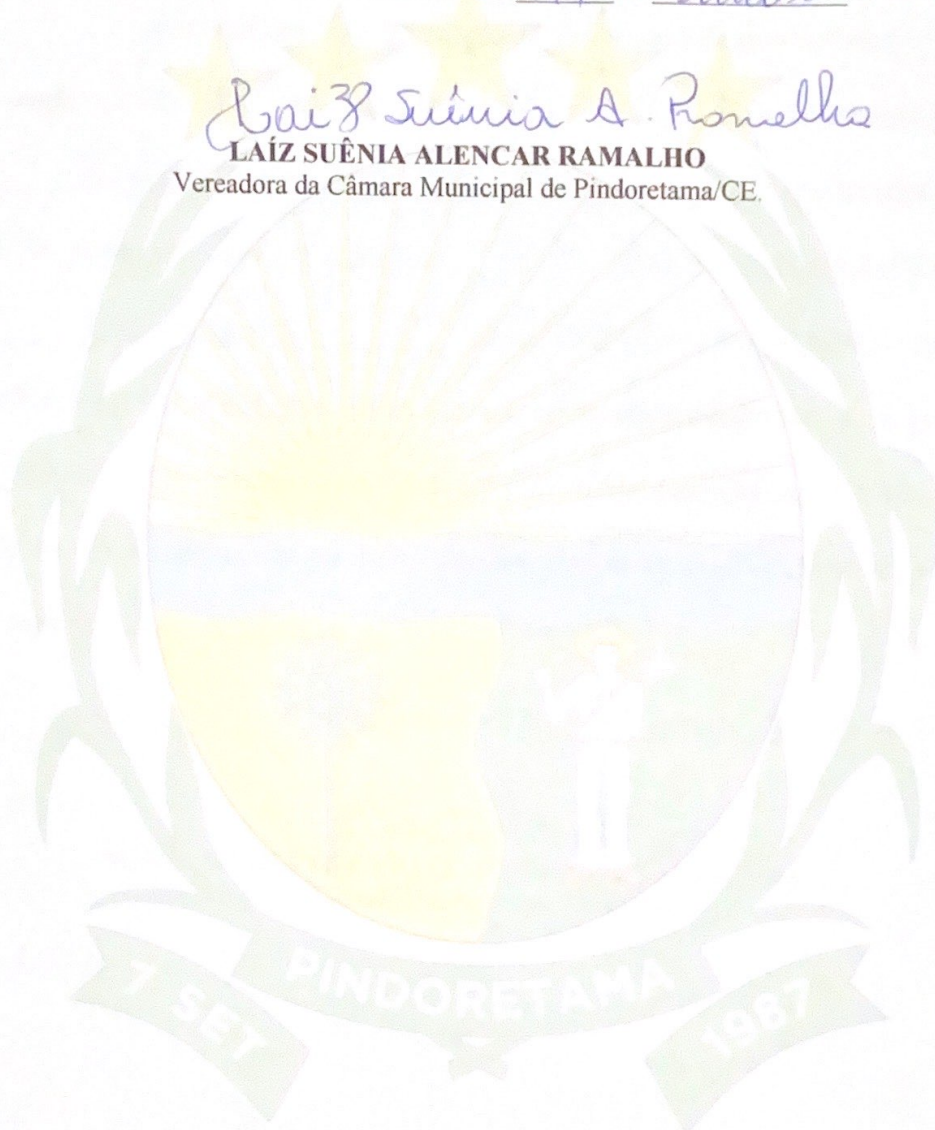 Laiz Suênia A. Ramalho
LAÍZ SUÊNIA ALENCAR RAMALHO
Vereadora da Câmara Municipal de Pindoretama/CE.
7 SET
PINDORETAMA
1987